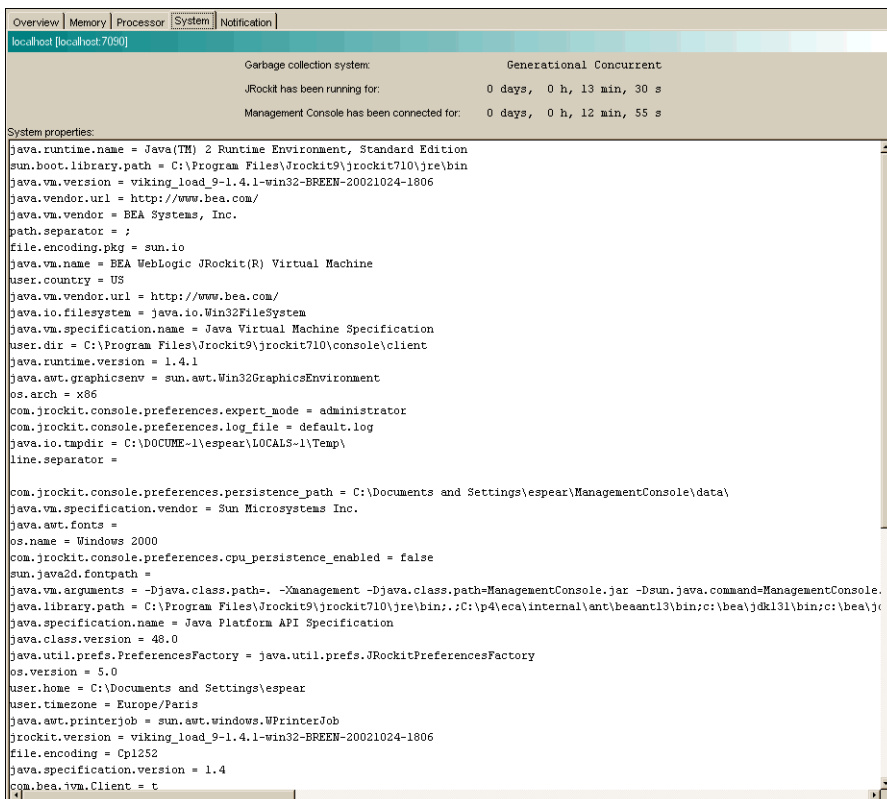 Overview Memory Processor System Notification
localhost [localhost:7090]
Garbage collection system: Generational Concurrent
JRockit has been running for: 0 days, 0 h, 13 min, 30 s
Management Console has been connected for: 0 days, 0 h, 12 min, 55 s
System properties:
java.runtime.name = Java(TM) 2 Runtime Environment, Standard Edition
sun.boot.library.path = C:\Program Files\Jrockit9\jrockit710\jre\bin
java.vm.version = viking_load_9-1.4.1-win32-BREEN-20021024-1806
java.vendor.url = http://www.bea.com/
java.vm.vendor = BEA Systems, Inc.
path.separator = ;
file.encoding.pkg = sun.io
java.vm.name = BEA WebLogic JRockit(R) Virtual Machine
user.country = US
java.vm.vendor.url = http://www.bea.com/
java.io.filesystem = java.io.Win32FileSystem
java.vm.specification.name = Java Virtual Machine Specification
user.dir = C:\Program Files\Jrockit9\jrockit710\console\client
java.runtime.version = 1.4.1
java.awt.graphicsenv = sun.awt.Win32GraphicsEnvironment
os.arch = x86
com.jrockit.console.preferences.expert_mode = administrator
com.jrockit.console.preferences.log_file = default.log
java.io.tmpdir = C:\DOCUME~1\espear\LOCALS~1\Temp\
line.separator =
com.jrockit.console.preferences.persistence_path = C:\Documents and Settings\espear\ManagementConsole\data\
java.vm.specification.vendor = Sun Microsystems Inc.
java.awt.fonts =
os.name = Windows 2000
com.jrockit.console.preferences.cpu_persistence_enabled = false
sun.java2d.fontpath =
java.vm.arguments = -Djava.class.path=. -Xmanagement -Djava.class.path=ManagementConsole.jar -Dsun.java.command=ManagementConsole.
java.library.path = C:\Program Files\Jrockit9\jrockit710\jre\bin;.;C:\p4\eca\internal\ant\beaant13\bin;c:\bea\jdk131\bin;c:\bea\jd
java.specification.name = Java Platform API Specification
java.class.version = 48.0
java.util.prefs.PreferencesFactory = java.util.prefs.JRockitPreferencesFactory
os.version = 5.0
user.home = C:\Documents and Settings\espear
user.timezone = Europe/Paris
java.awt.printerjob = sun.awt.windows.WPrinterJob
jrockit.version = viking_load_9-1.4.1-win32-BREEN-20021024-1806
file.encoding = Cp1252
java.specification.version = 1.4
com.bea.jvm.Client = t